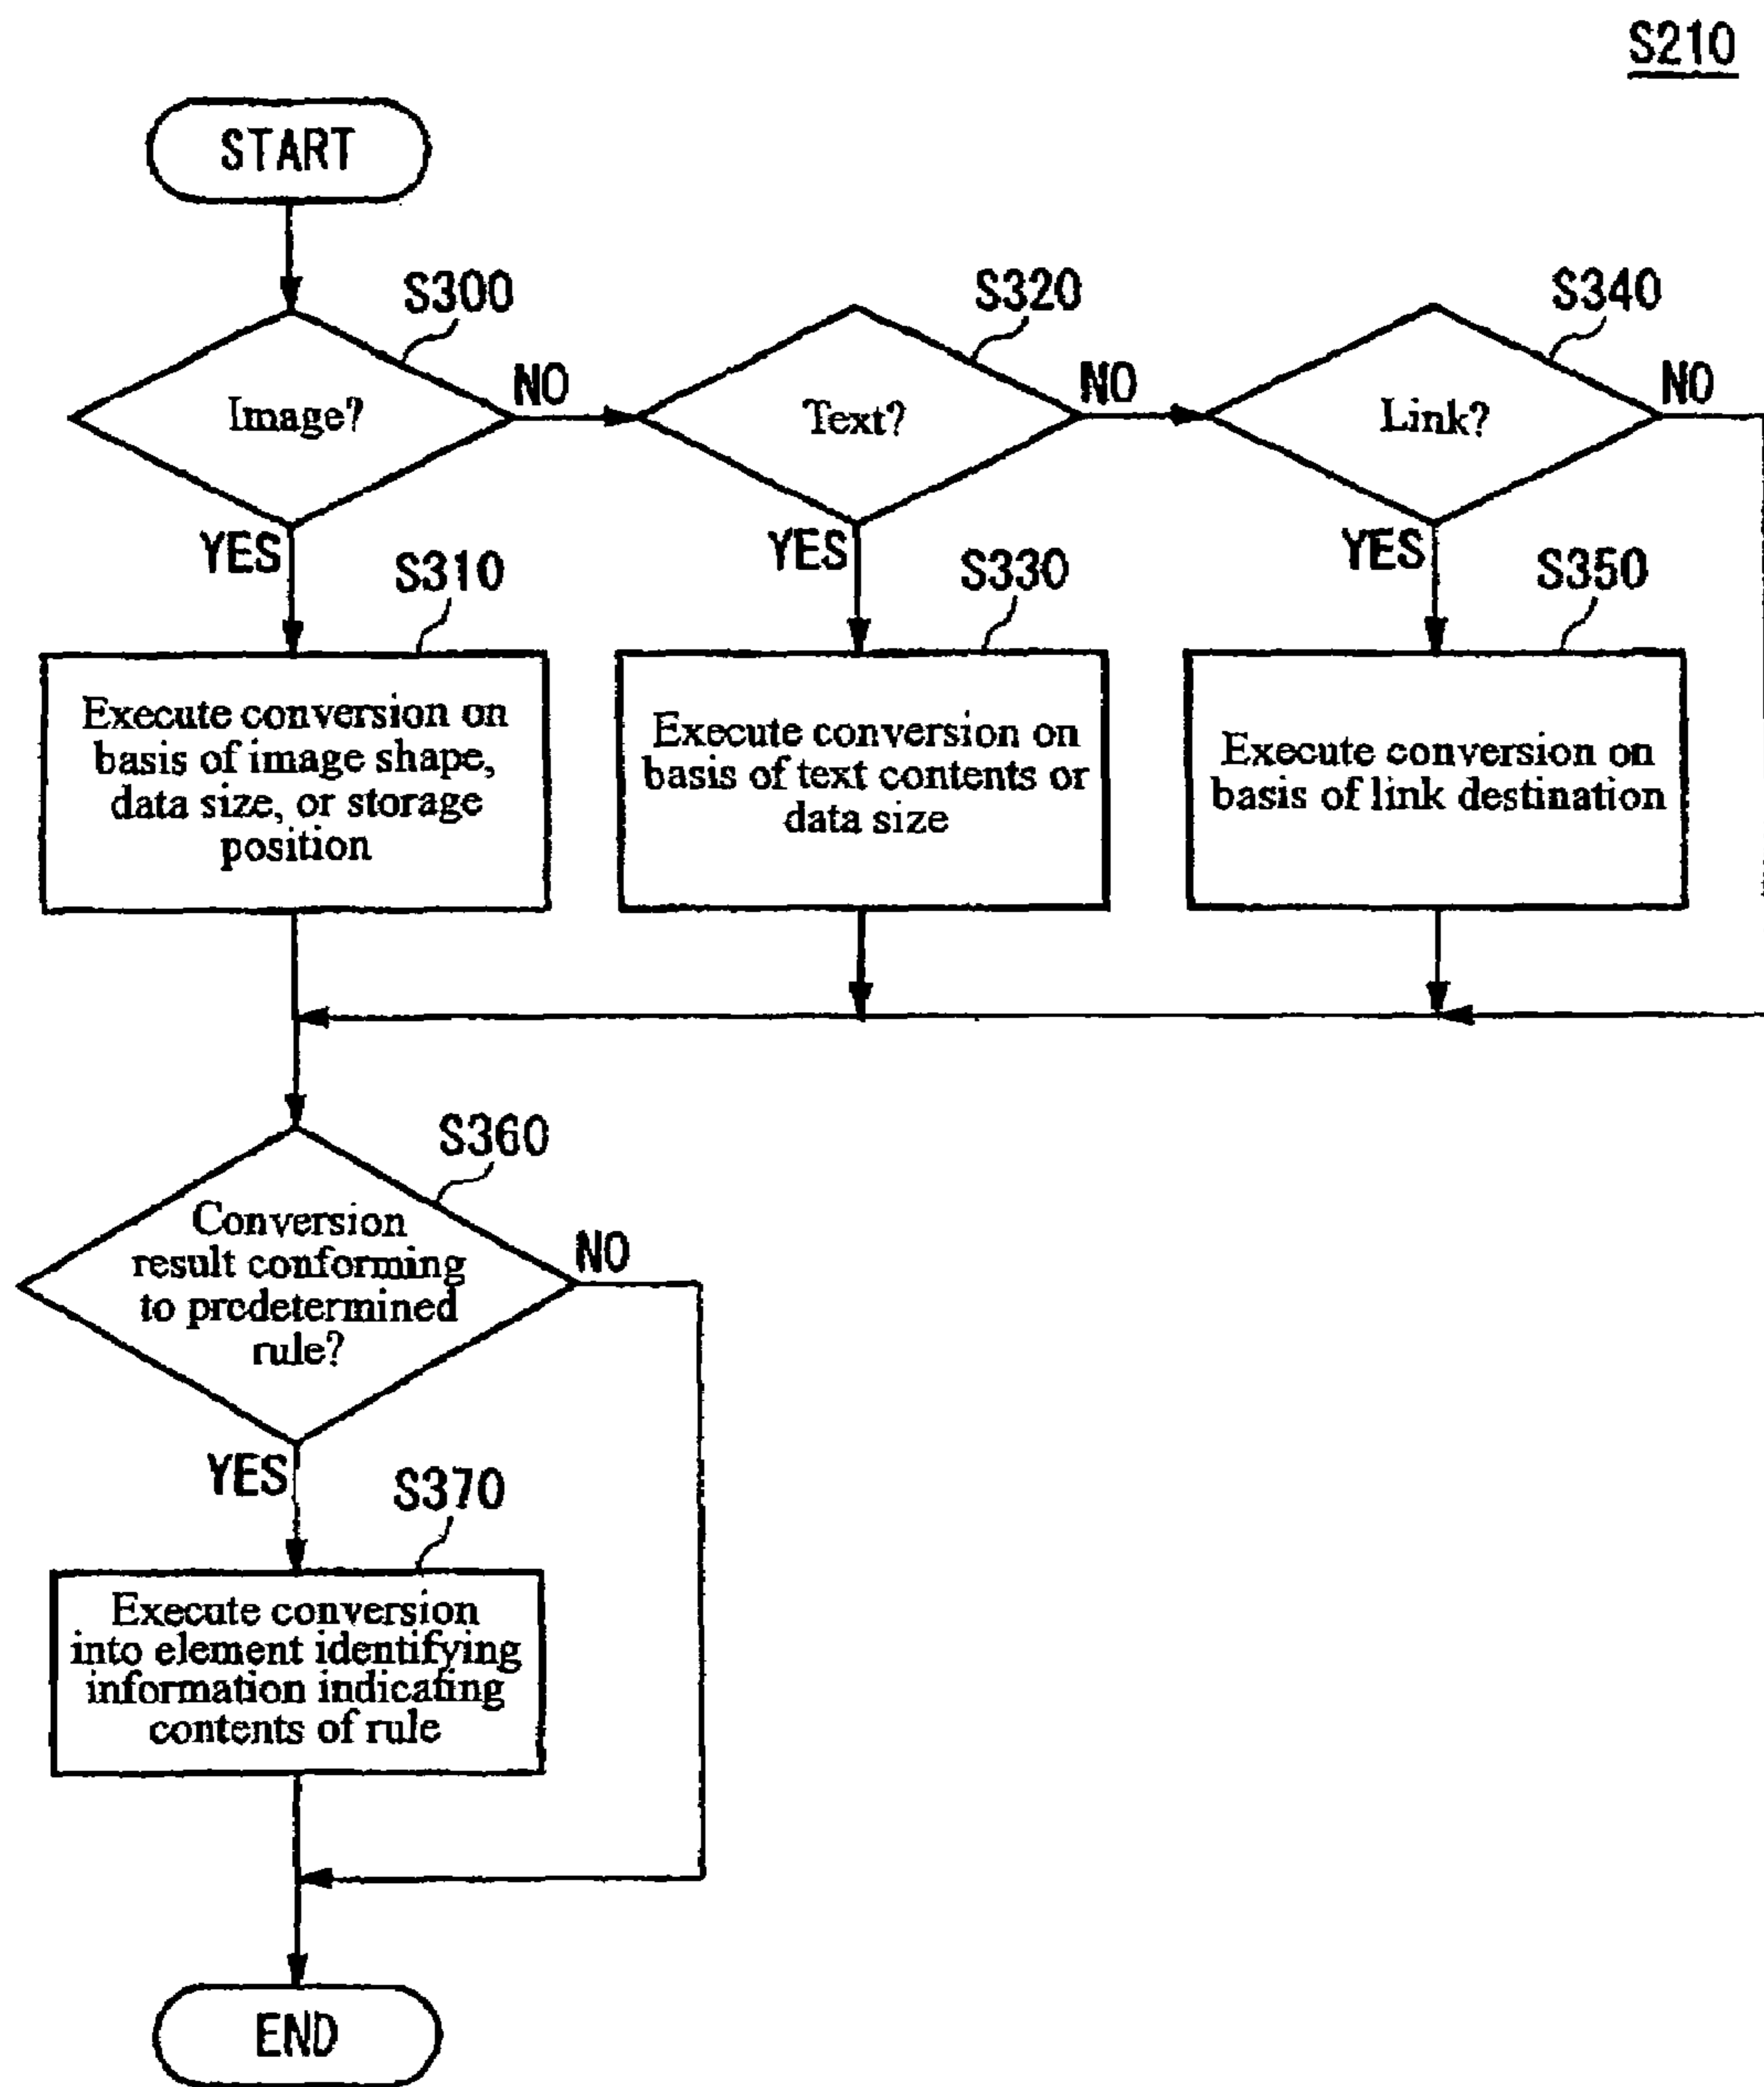 S210
START
S300
S320
S340
Image?
NO
Text?
NO
Link?
NO
YES
YES
YES
S310
S330
S350
Execute conversion on
basis of image shape,
data size, or storage
position
Execute conversion on
basis of text contents or
data size
Execute conversion on
basis of link destination
S360
Conversion
result conforming
to predetermined
rule?
NO
YES
S370
Execute conversion
into element identifying
information indicating
contents of rule
END